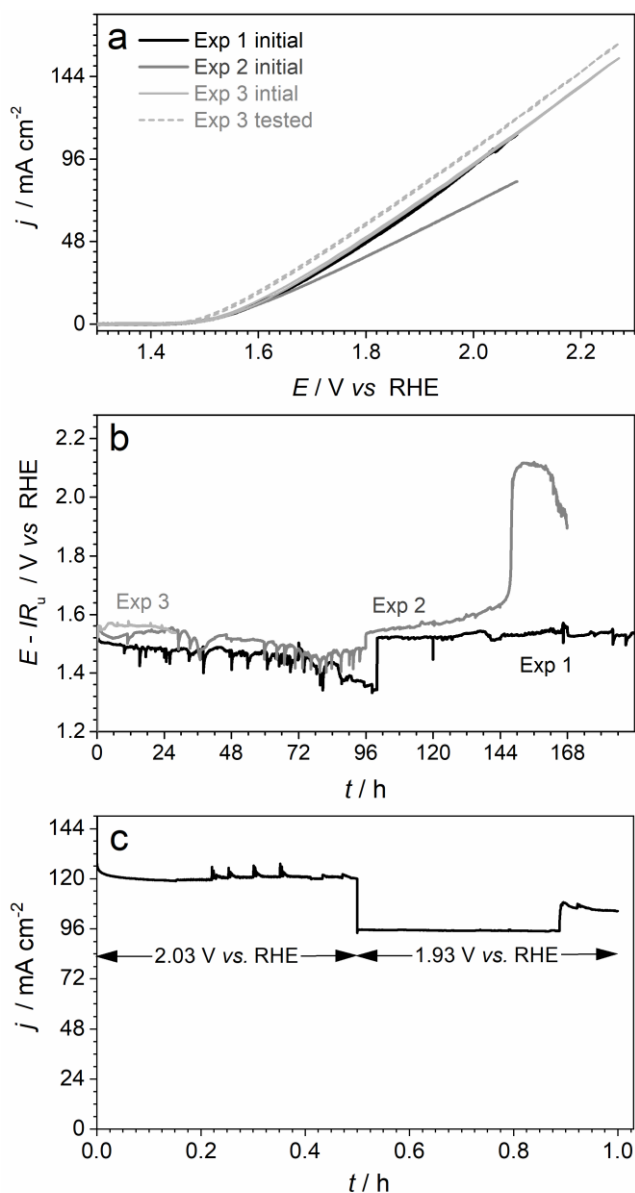 a
Exp 1 initial
Exp 2 initial
Exp 3 intial
Exp 3 tested
144
96
48
0
j / mA cm⁻²
1.4
1.6
1.8
2.0
2.2
E / V vs RHE
b
2.2
2.0
1.8
1.6
1.4
1.2
E - IRᵤ / V vs RHE
Exp 3
Exp 2
Exp 1
0
24
48
72
96
120
144
168
t / h
c
144
120
96
72
48
24
0
j / mA cm⁻²
2.03 V vs. RHE
1.93 V vs. RHE
0.0
0.2
0.4
0.6
0.8
1.0
t / h